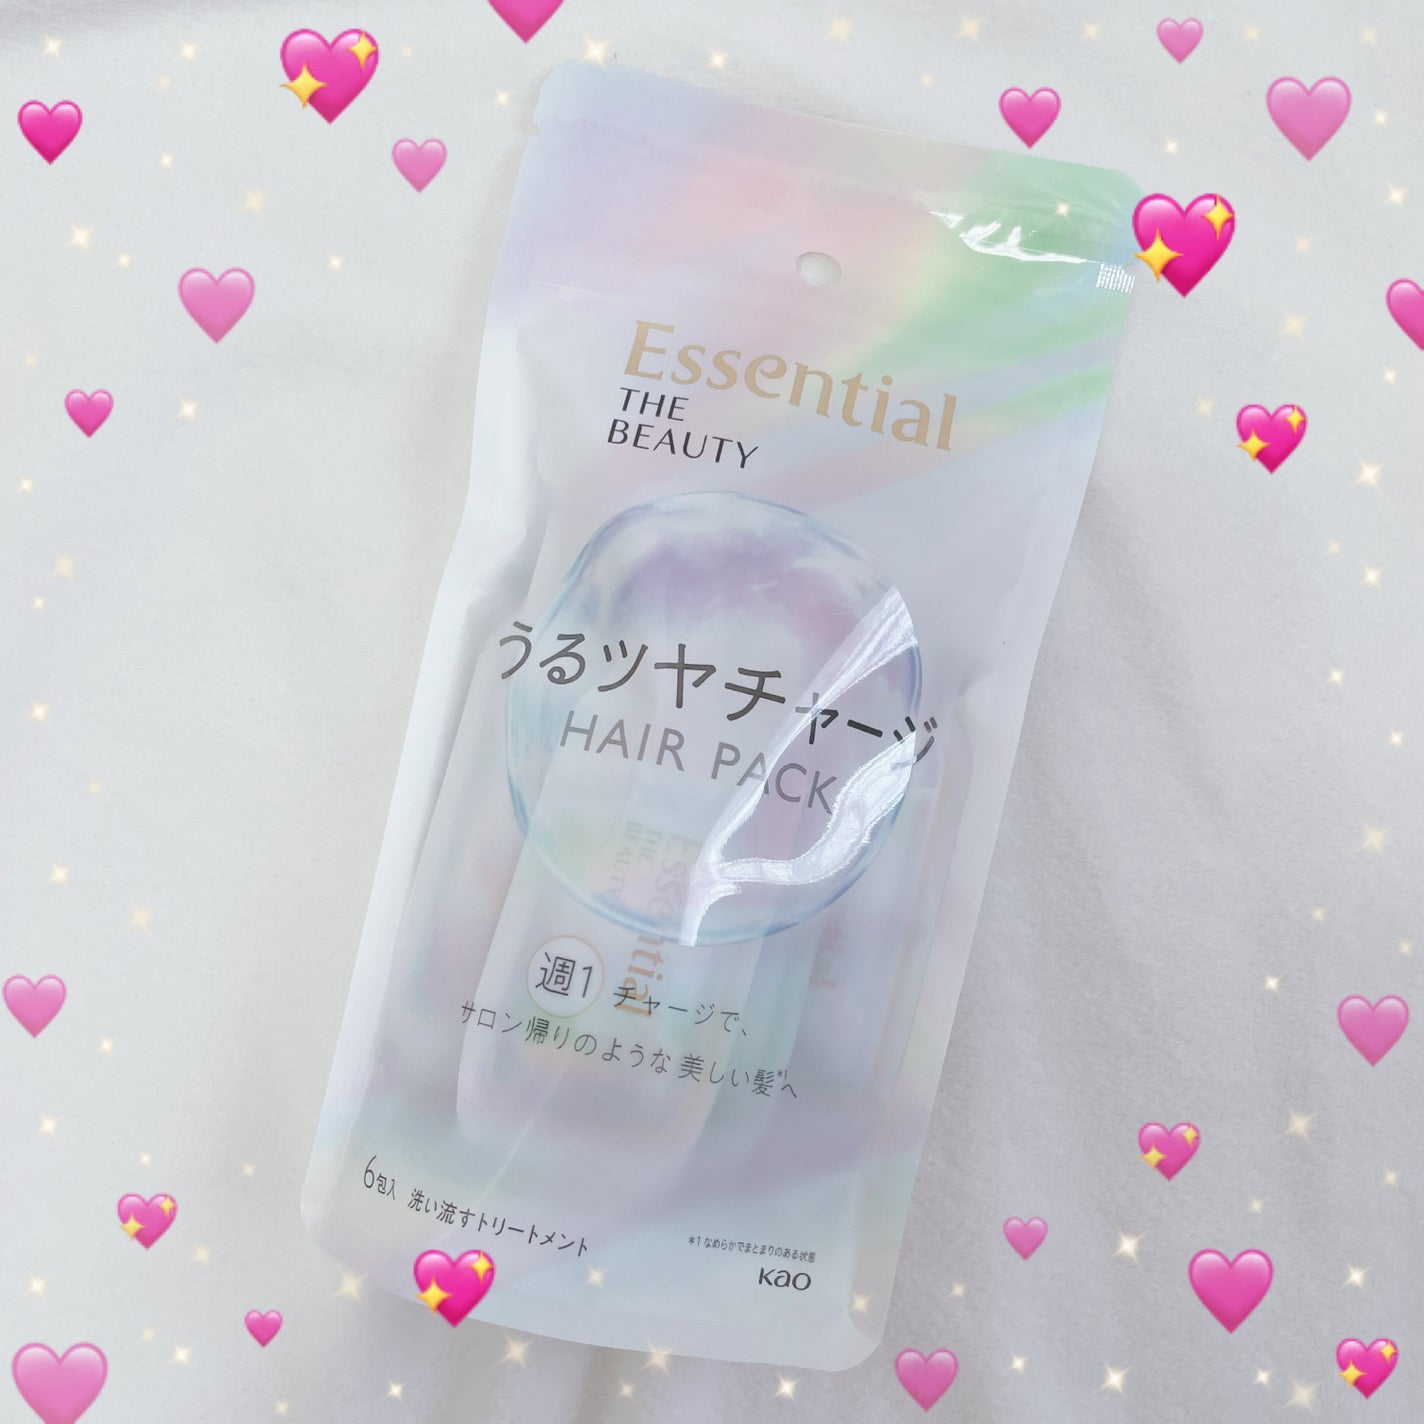 Essential
THE
BEAUTY
うるツヤチャージ
HAIR PACK
THE
BEAUTY
Essential
週1 チャージで、
サロン帰りのような 美しい髪*1へ
6包入 洗い流すトリートメント
*1 なめらかでまとまりのある状態
Kao